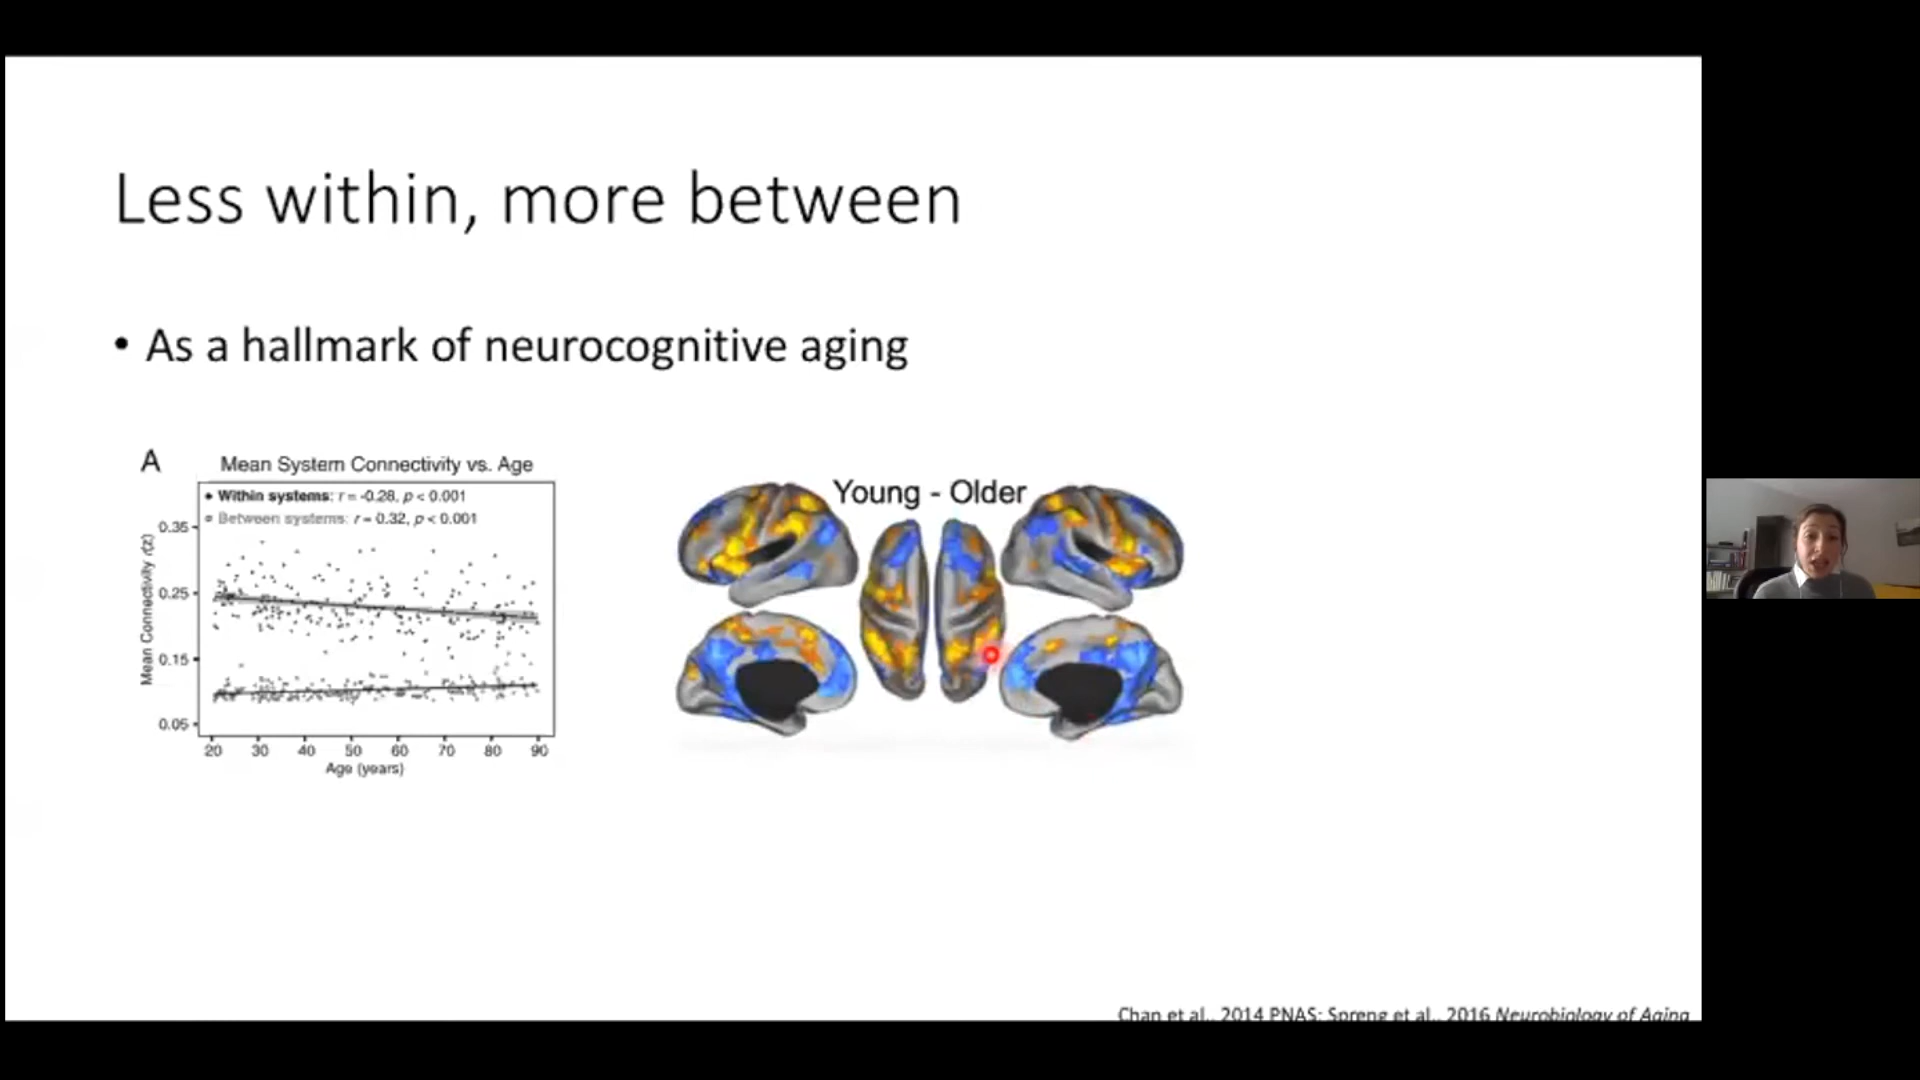 Less within, more between
• As a hallmark of neurocognitive aging
A
Mean System Connectivity vs. Age
Within systems: r = -0.28, p < 0.001
Between systems: r = 0.32, p < 0.001
Mean Connectivity r(z)
0.35
0.25
0.15
0.05
20 30 40 50 60 70 80 90
Age (years)
Young - Older
Chan et al., 2014 PNAS; Spreng et al., 2016 Neurobiology of Aging